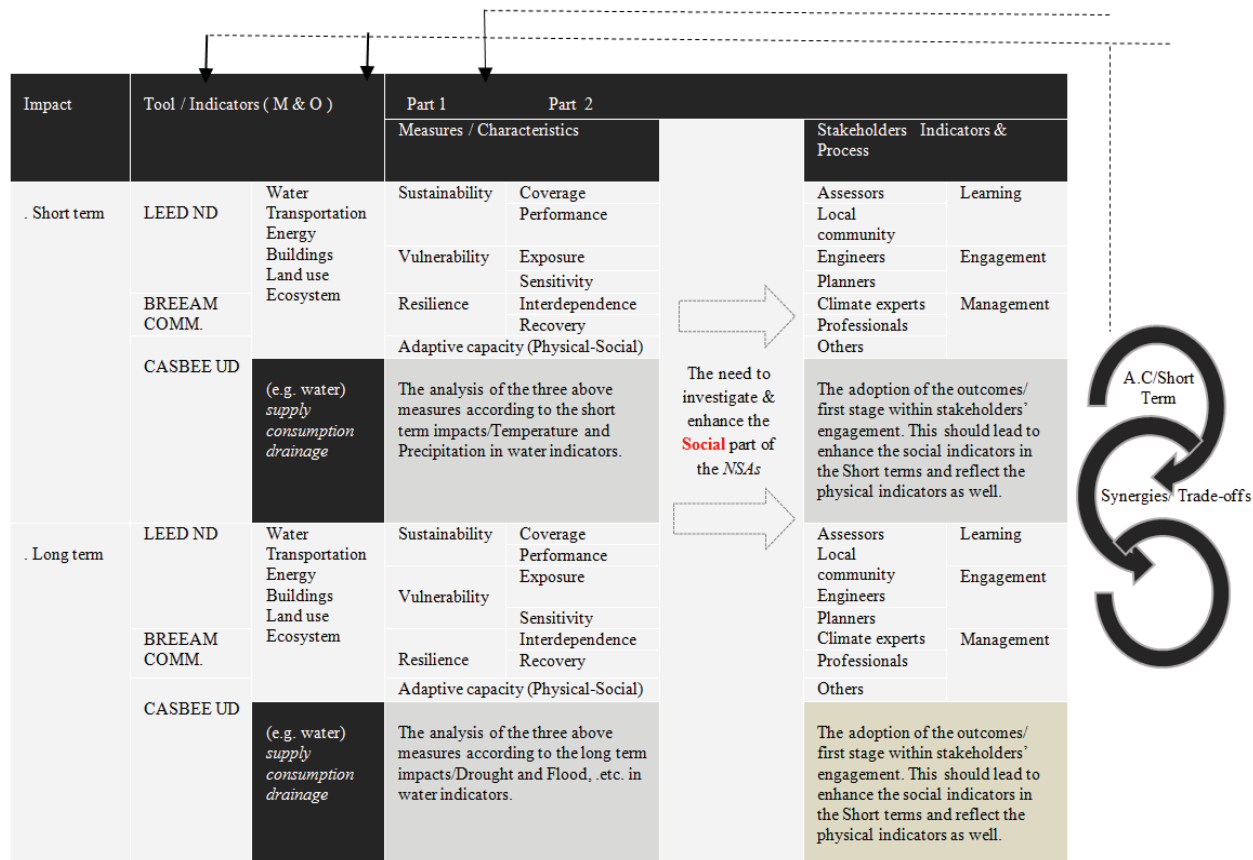 Impact
Tool / Indicators ( M & O )
Part 1 Part 2
Measures / Characteristics
Stakeholders Indicators &
Process
. Short term
LEED ND
BREEAM
COMM.
CASBEE UD
Water
Transportation
Energy
Buildings
Land use
Ecosystem
Sustainability
Coverage
Performance
Vulnerability
Exposure
Sensitivity
Resilience
Interdependence
Recovery
Adaptive capacity (Physical-Social)
Assessors
Local
community
Engineers
Planners
Climate experts
Professionals
Others
Learning
Engagement
Management
(e.g. water)
supply
consumption
drainage
The analysis of the three above
measures according to the short
term impacts/Temperature and
Precipitation in water indicators.
The need to
investigate &
enhance the
Social part of
the NSAs
The adoption of the outcomes/
first stage within stakeholders’
engagement. This should lead to
enhance the social indicators in
the Short terms and reflect the
physical indicators as well.
A.C/Short
Term
Synergies/ Trade-offs
. Long term
LEED ND
BREEAM
COMM.
CASBEE UD
Water
Transportation
Energy
Buildings
Land use
Ecosystem
Sustainability
Coverage
Performance
Vulnerability
Exposure
Sensitivity
Resilience
Interdependence
Recovery
Adaptive capacity (Physical-Social)
Assessors
Local
community
Engineers
Planners
Climate experts
Professionals
Others
Learning
Engagement
Management
(e.g. water)
supply
consumption
drainage
The analysis of the three above
measures according to the long term
impacts/Drought and Flood, .etc. in
water indicators.
The adoption of the outcomes/
first stage within stakeholders’
engagement. This should lead to
enhance the social indicators in
the Short terms and reflect the
physical indicators as well.